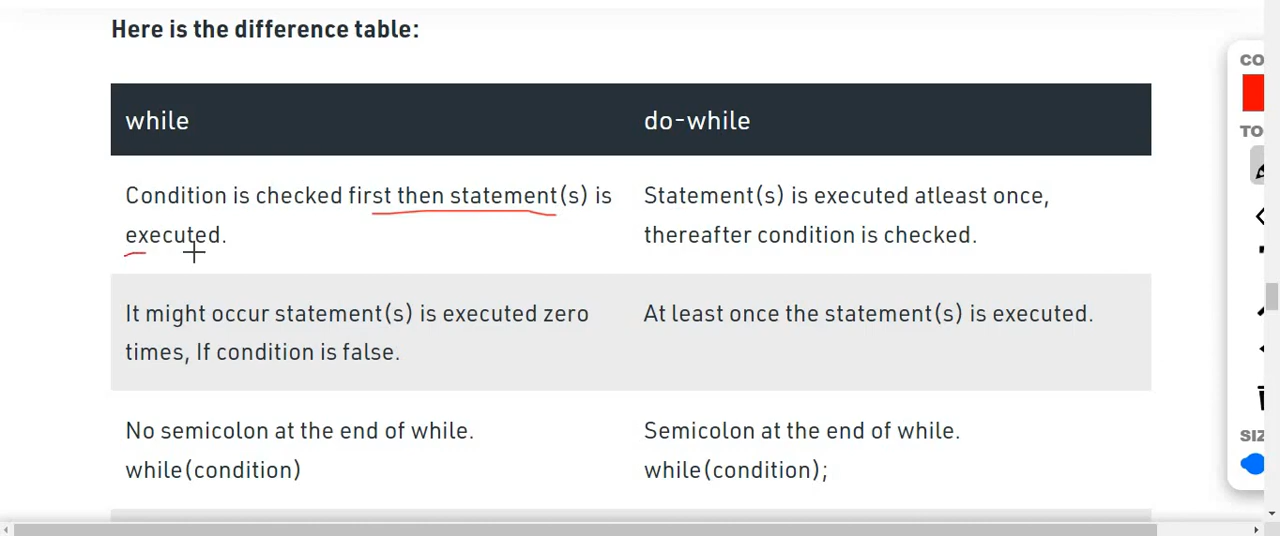 Here is the difference table:
while
do-while
Condition is checked first then statement(s) is
executed.
Statement(s) is executed atleast once,
thereafter condition is checked.
It might occur statement(s) is executed zero
times, If condition is false.
At least once the statement(s) is executed.
No semicolon at the end of while.
while(condition)
Semicolon at the end of while.
while(condition);
CO
TO
SIZ